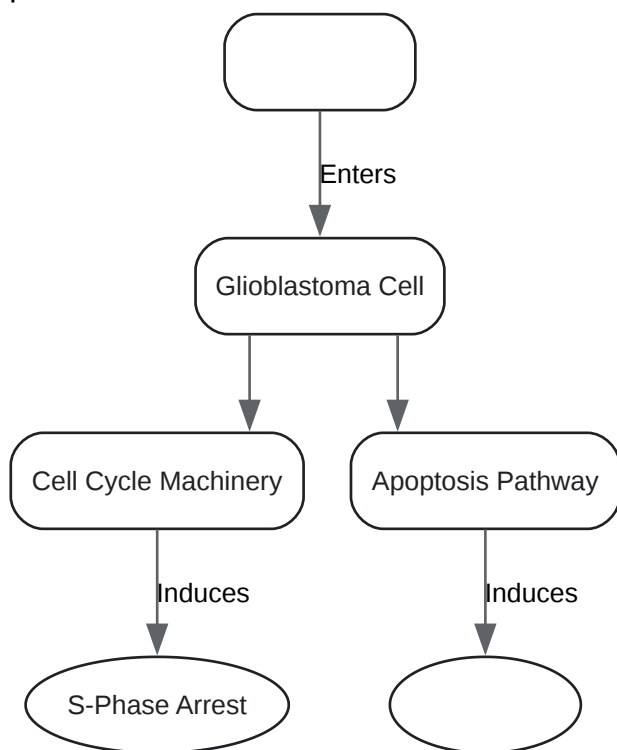 Enters
Glioblastoma Cell
Cell Cycle Machinery
Apoptosis Pathway
Induces
Induces
S-Phase Arrest